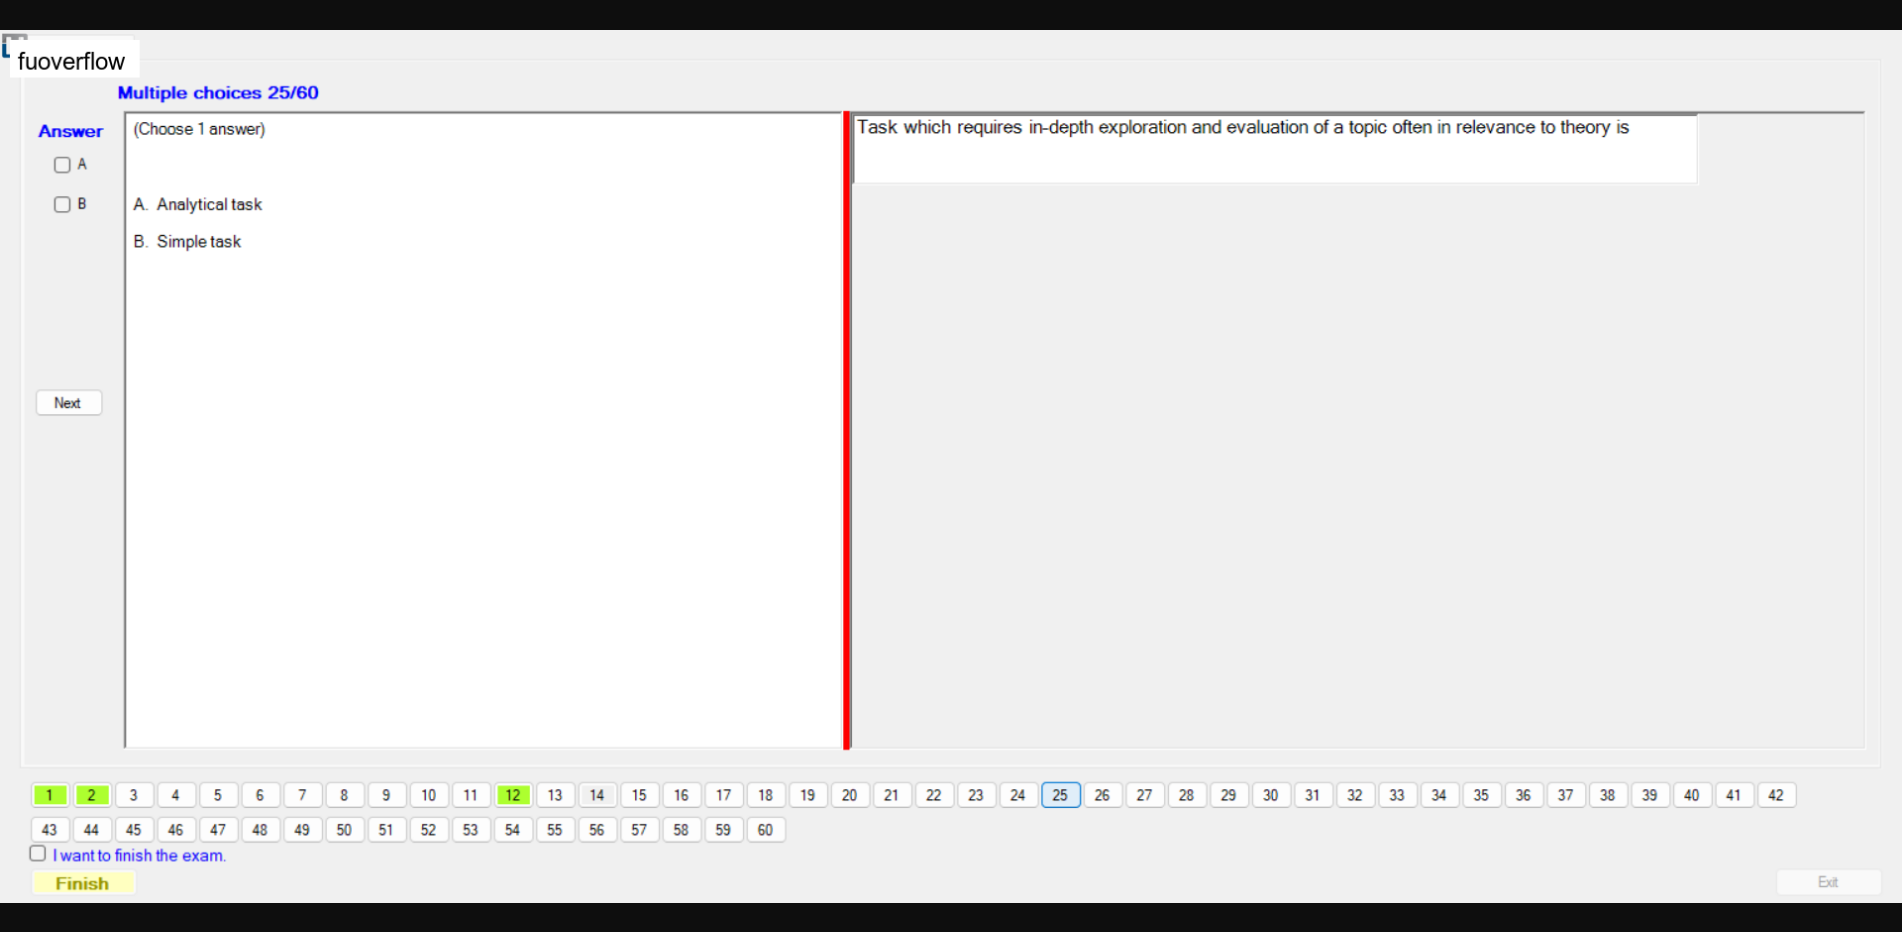 fuoverflow
Multiple choices 25/60
Answer
(Choose 1 answer)
A
B
A. Analytical task
B. Simple task
Next
Task which requires in-depth exploration and evaluation of a topic often in relevance to theory is
1 2 3 4 5 6 7 8 9 10 11 12 13 14 15 16 17 18 19 20 21 22 23 24 25 26 27 28 29 30 31 32 33 34 35 36 37 38 39 40 41 42
43 44 45 46 47 48 49 50 51 52 53 54 55 56 57 58 59 60
I want to finish the exam.
Finish
Exit